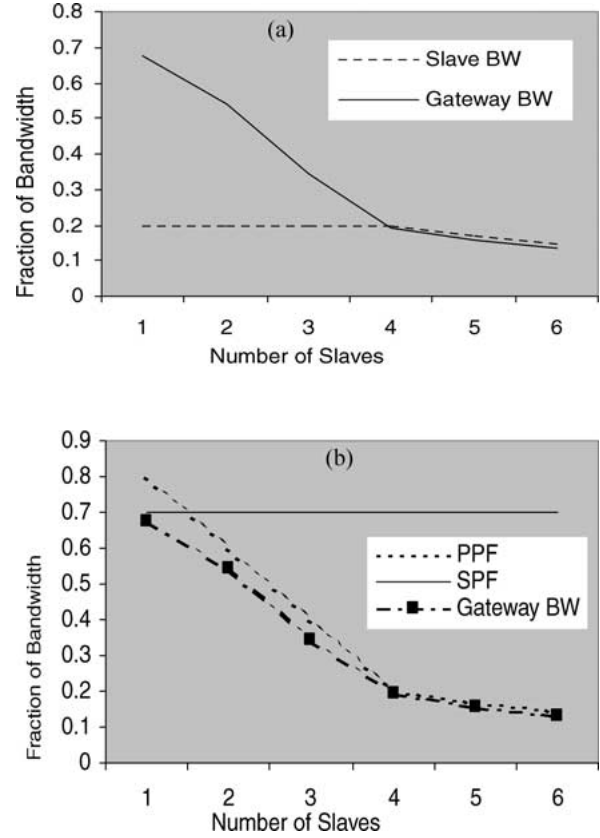 (a)
Slave BW
Gateway BW
Fraction of Bandwidth
0.8
0.7
0.6
0.5
0.4
0.3
0.2
0.1
0
1 2 3 4 5 6
Number of Slaves
(b)
PPF
SPF
Gateway BW
Fraction of Bandwidth
0.9
0.8
0.7
0.6
0.5
0.4
0.3
0.2
0.1
0
1 2 3 4 5 6
Number of Slaves